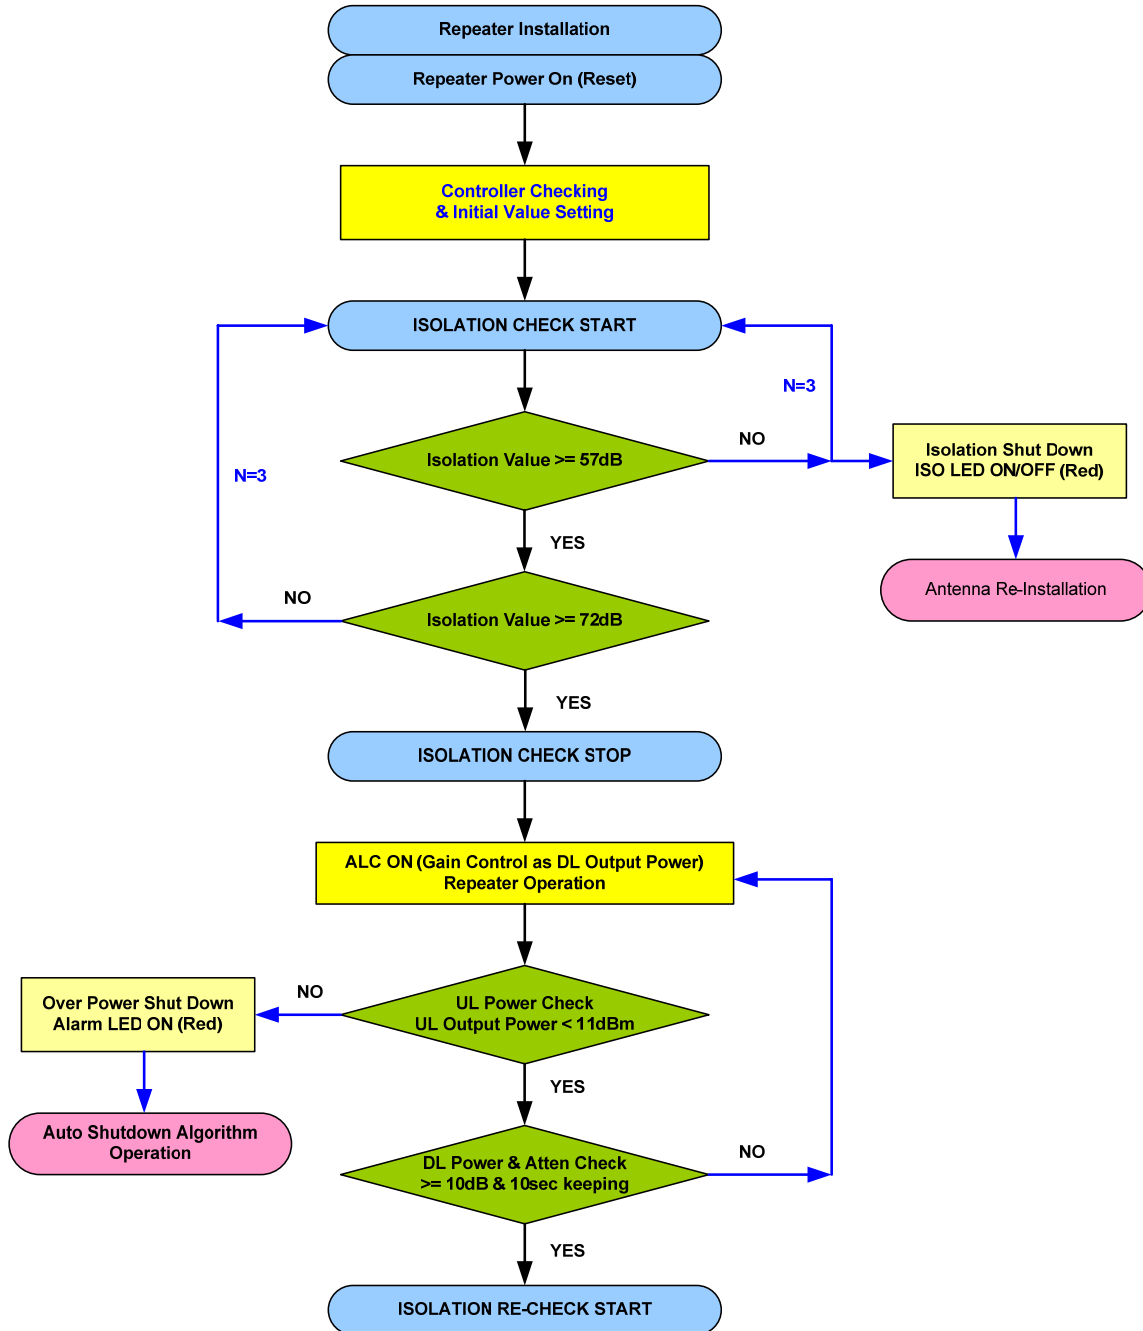 Repeater Installation
Repeater Power On (Reset)
Controller Checking
& Initial Value Setting
ISOLATION CHECK START
N=3
N=3
Isolation Value >= 57dB
NO
Isolation Shut Down
ISO LED ON/OFF (Red)
YES
Antenna Re-Installation
NO
Isolation Value >= 72dB
YES
ISOLATION CHECK STOP
ALC ON (Gain Control as DL Output Power)
Repeater Operation
UL Power Check
UL Output Power < 11dBm
NO
Over Power Shut Down
Alarm LED ON (Red)
YES
Auto Shutdown Algorithm
Operation
DL Power & Atten Check
>= 10dB & 10sec keeping
NO
YES
ISOLATION RE-CHECK START